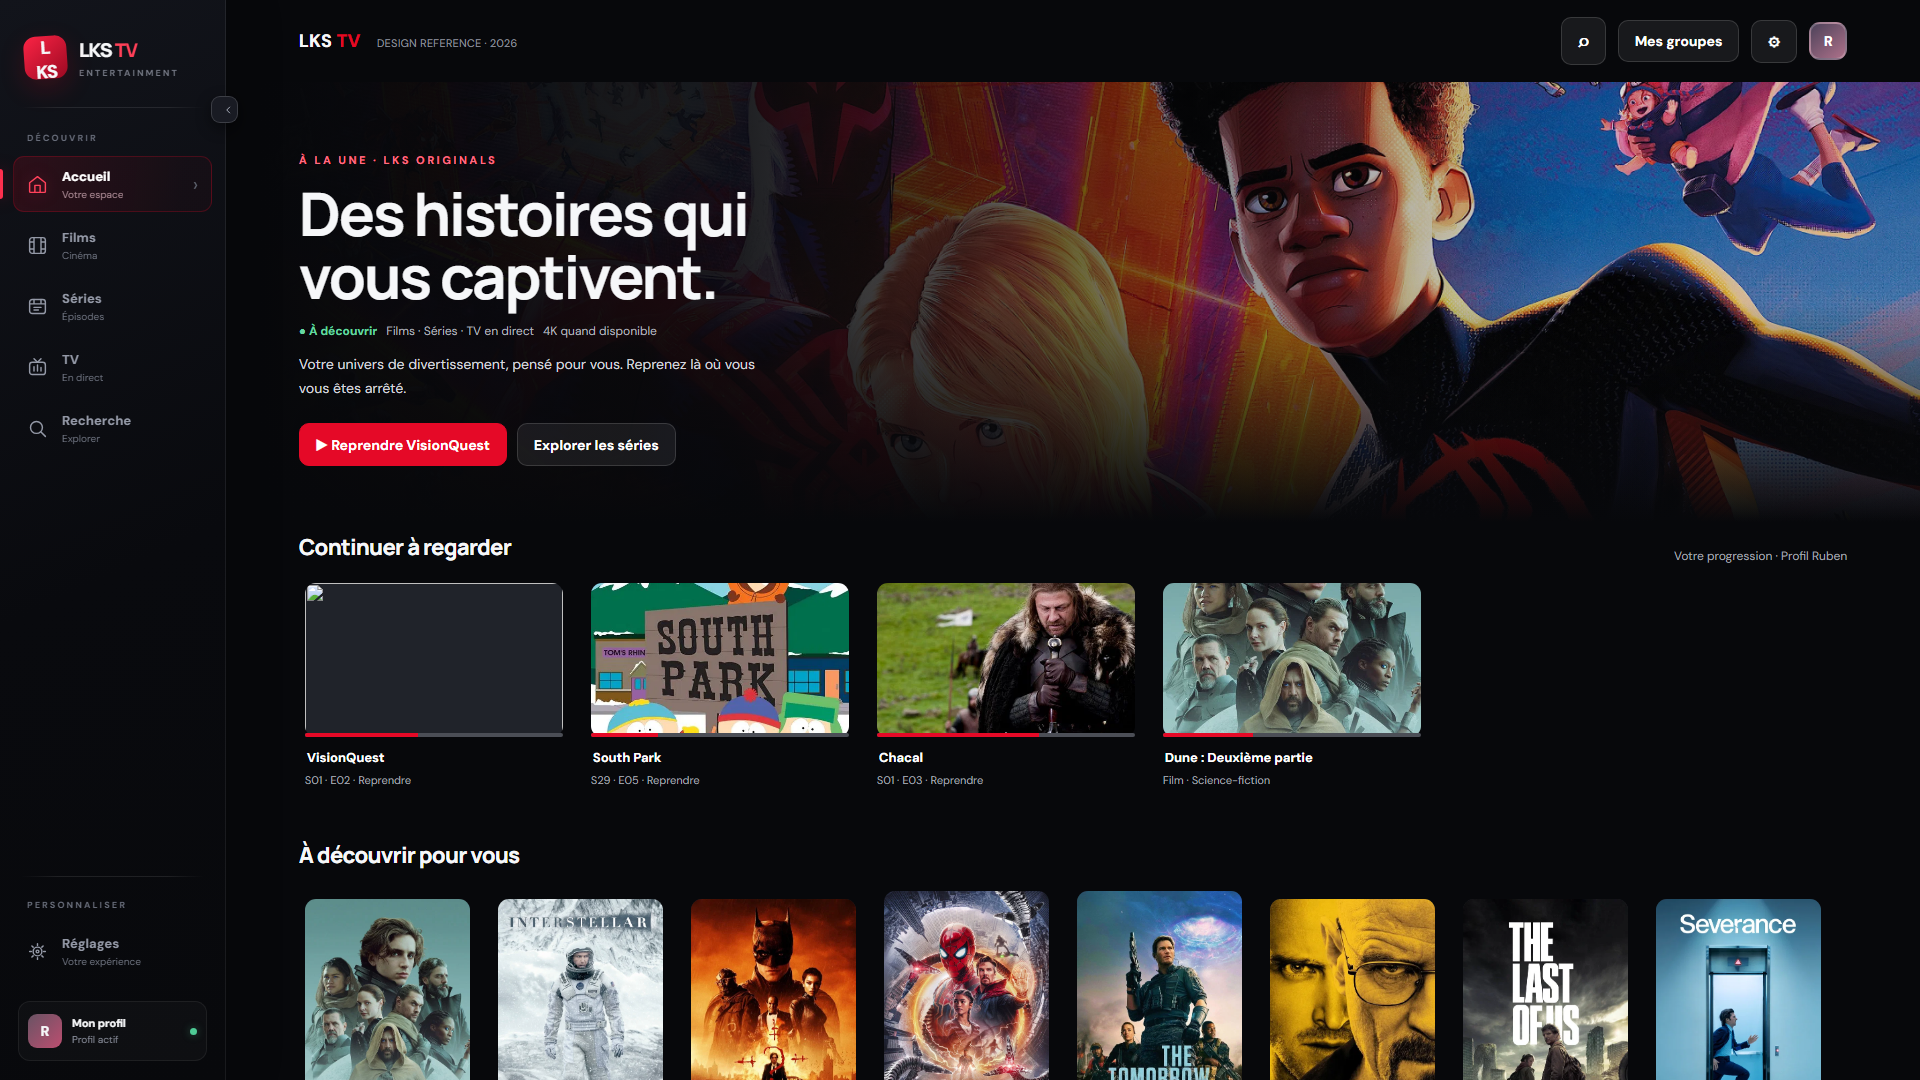 L
KS
LKS TV
ENTERTAINMENT
DÉCOUVRIR
Accueil
Votre espace
Films
Cinéma
Séries
Épisodes
TV
En direct
Recherche
Explorer
PERSONNALISER
Réglages
Votre expérience
R
Mon profil
Profil actif
LKS TV
DESIGN REFERENCE · 2026
Mes groupes
R
À LA UNE · LKS ORIGINALS
Des histoires qui
vous captivent.
● À découvrir Films · Séries · TV en direct 4K quand disponible
Votre univers de divertissement, pensé pour vous. Reprenez là où vous
vous êtes arrêté.
▶ Reprendre VisionQuest
Explorer les séries
Continuer à regarder
Votre progression · Profil Ruben
TOM'S RHIN
SOUTH
PARK
VisionQuest
S01 · E02 · Reprendre
South Park
S29 · E05 · Reprendre
Chacal
S01 · E03 · Reprendre
Dune : Deuxième partie
Film · Science-fiction
À découvrir pour vous
INTERSTELLAR
THE
TOMORROW
THE
LAST
OF US
Severance